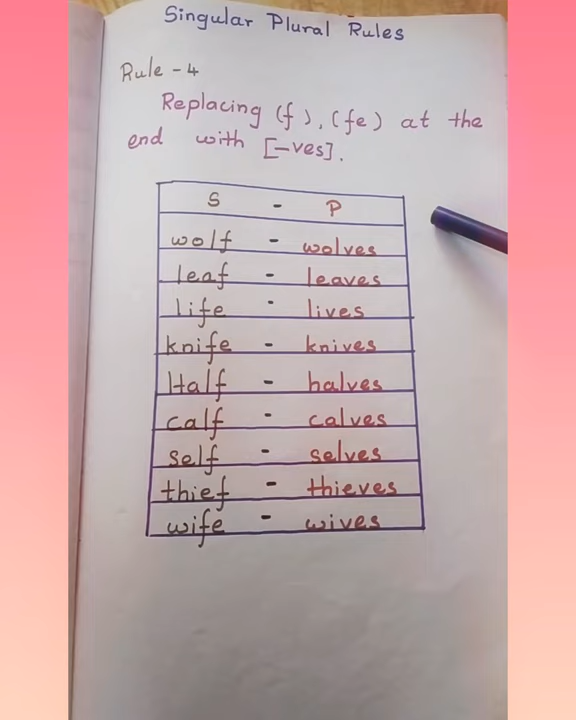 Singular Plural Rules
Rule - 4
Replacing (f), (fe) at the
end with [-ves].
S - P
wolf - wolves
leaf - leaves
life - lives
knife - knives
Half - halves
calf - calves
self - selves
thief - thieves
wife - wives